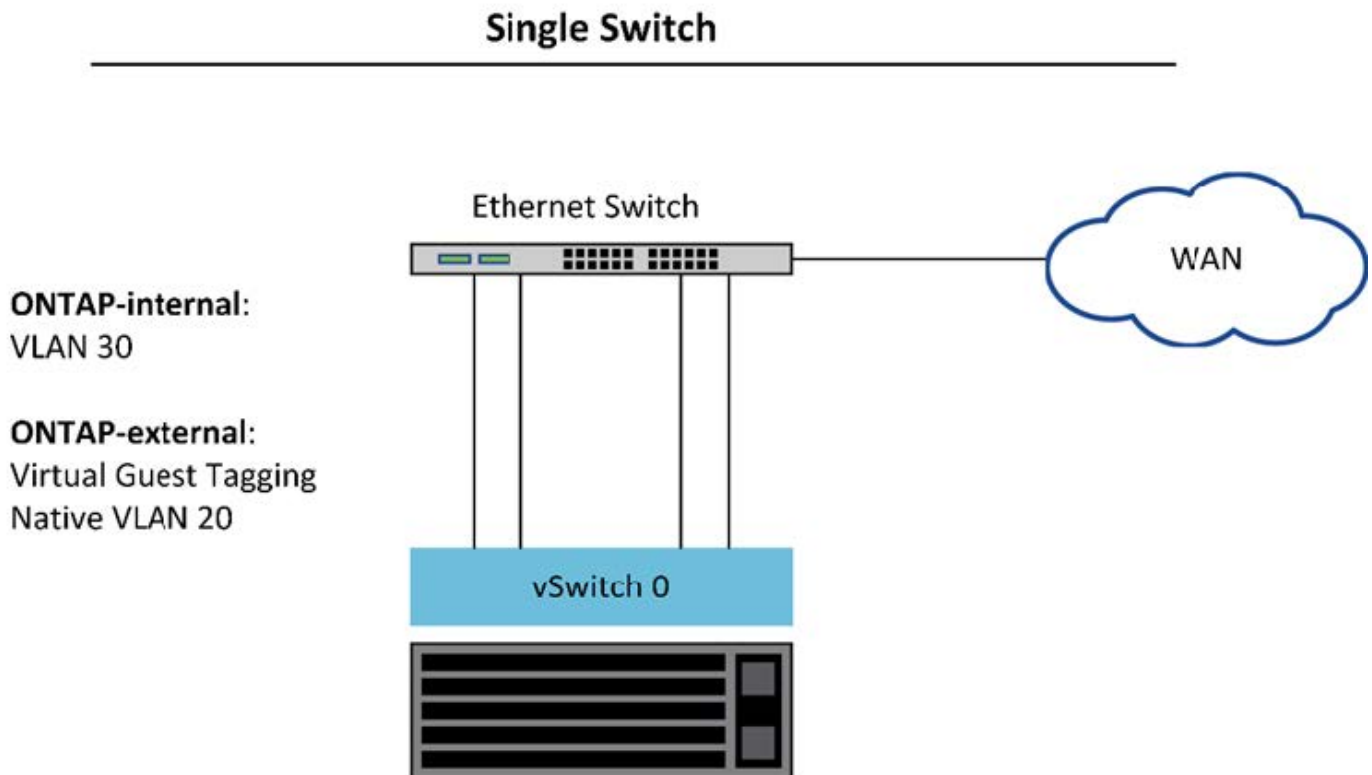 Single Switch
Ethernet Switch
WAN
ONTAP-internal:
VLAN 30
ONTAP-external:
Virtual Guest Tagging
Native VLAN 20
vSwitch 0